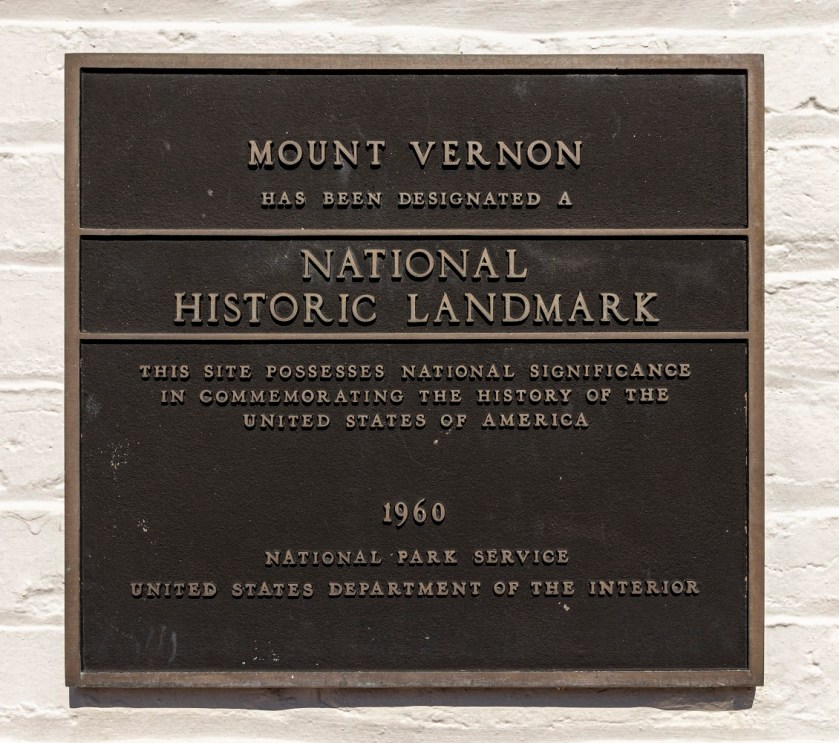 MOUNT VERNON
HAS BEEN DESIGNATED A
NATIONAL
HISTORIC LANDMARK
THIS SITE POSSESSES NATIONAL SIGNIFICANCE
IN COMMEMORATING THE HISTORY OF THE
UNITED STATES OF AMERICA
1960
NATIONAL PARK SERVICE
UNITED STATES DEPARTMENT OF THE INTERIOR